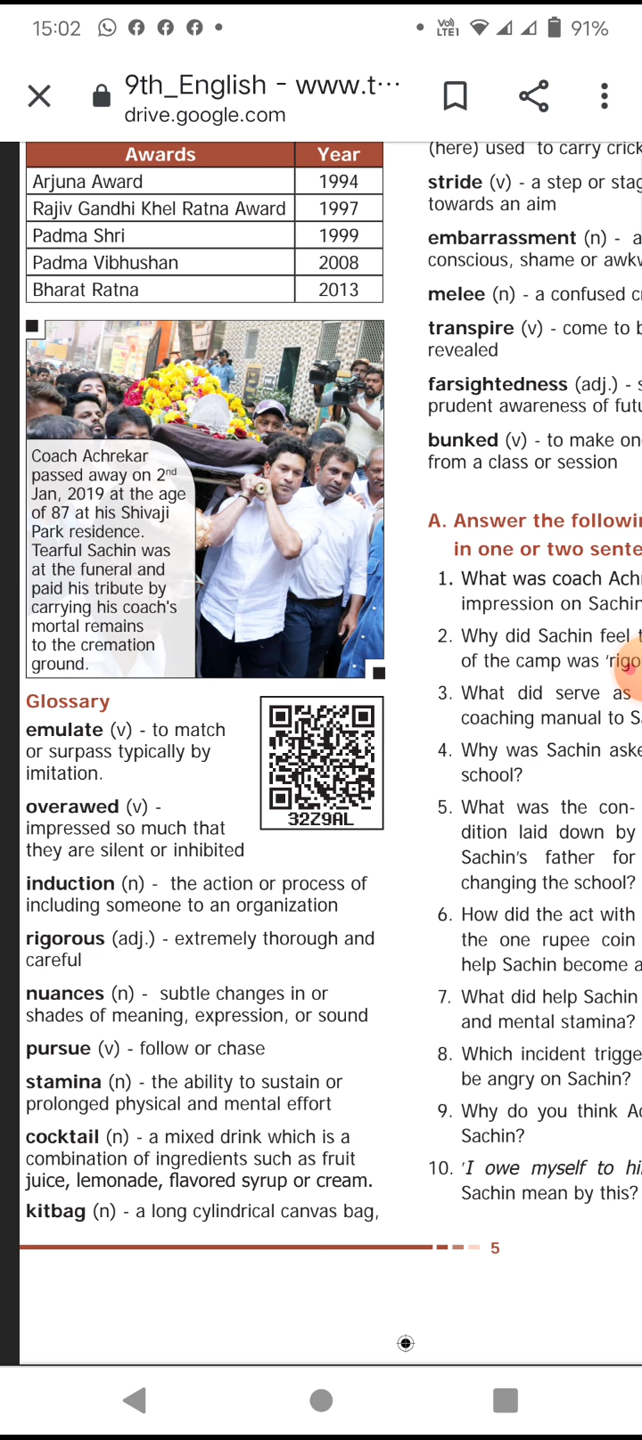 15:02
91%
Vo))
LTE1
9th_English - www.t···
drive.google.com
Awards Year
Arjuna Award 1994
Rajiv Gandhi Khel Ratna Award 1997
Padma Shri 1999
Padma Vibhushan 2008
Bharat Ratna 2013
Coach Achrekar
passed away on 2nd
Jan, 2019 at the age
of 87 at his Shivaji
Park residence.
Tearful Sachin was
at the funeral and
paid his tribute by
carrying his coach's
mortal remains
to the cremation
ground.
Glossary
emulate (v) - to match
or surpass typically by
imitation.
32Z9AL
overawed (v) -
impressed so much that
they are silent or inhibited
induction (n) - the action or process of
including someone to an organization
rigorous (adj.) - extremely thorough and
careful
nuances (n) - subtle changes in or
shades of meaning, expression, or sound
pursue (v) - follow or chase
stamina (n) - the ability to sustain or
prolonged physical and mental effort
cocktail (n) - a mixed drink which is a
combination of ingredients such as fruit
juice, lemonade, flavored syrup or cream.
kitbag (n) - a long cylindrical canvas bag,
(here) used to carry crick
stride (v) - a step or stag
towards an aim
embarrassment (n) - a
conscious, shame or awkw
melee (n) - a confused c
transpire (v) - come to b
revealed
farsightedness (adj.) - s
prudent awareness of futu
bunked (v) - to make on
from a class or session
A. Answer the followin
in one or two sente
1. What was coach Achr
impression on Sachin
2. Why did Sachin feel t
of the camp was 'rigo
3. What did serve as
coaching manual to S
4. Why was Sachin aske
school?
5. What was the con-
dition laid down by
Sachin's father for
changing the school?
6. How did the act with
the one rupee coin
help Sachin become a
7. What did help Sachin
and mental stamina?
8. Which incident trigge
be angry on Sachin?
9. Why do you think Ac
Sachin?
10. 'I owe myself to hi
Sachin mean by this?
5